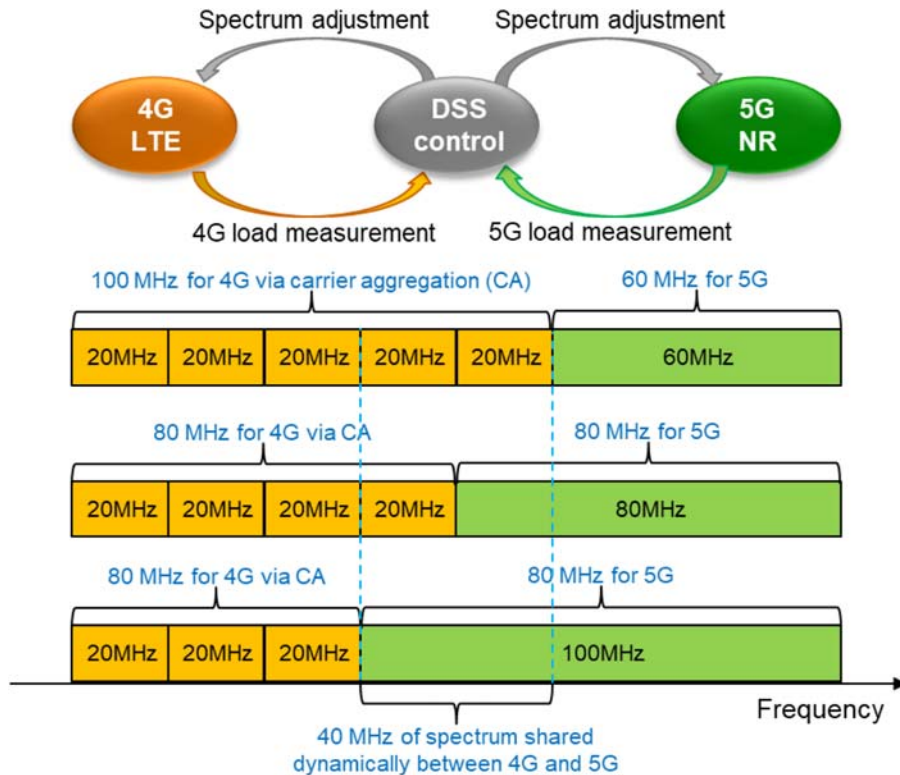 Spectrum adjustment Spectrum adjustment
4G LTE
DSS control
5G NR
4G load measurement 5G load measurement
100 MHz for 4G via carrier aggregation (CA) 60 MHz for 5G
20MHz 20MHz 20MHz 20MHz 20MHz 60MHz
80 MHz for 4G via CA 80 MHz for 5G
20MHz 20MHz 20MHz 20MHz 80MHz
80 MHz for 4G via CA 80 MHz for 5G
20MHz 20MHz 20MHz 100MHz
Frequency
40 MHz of spectrum shared
dynamically between 4G and 5G